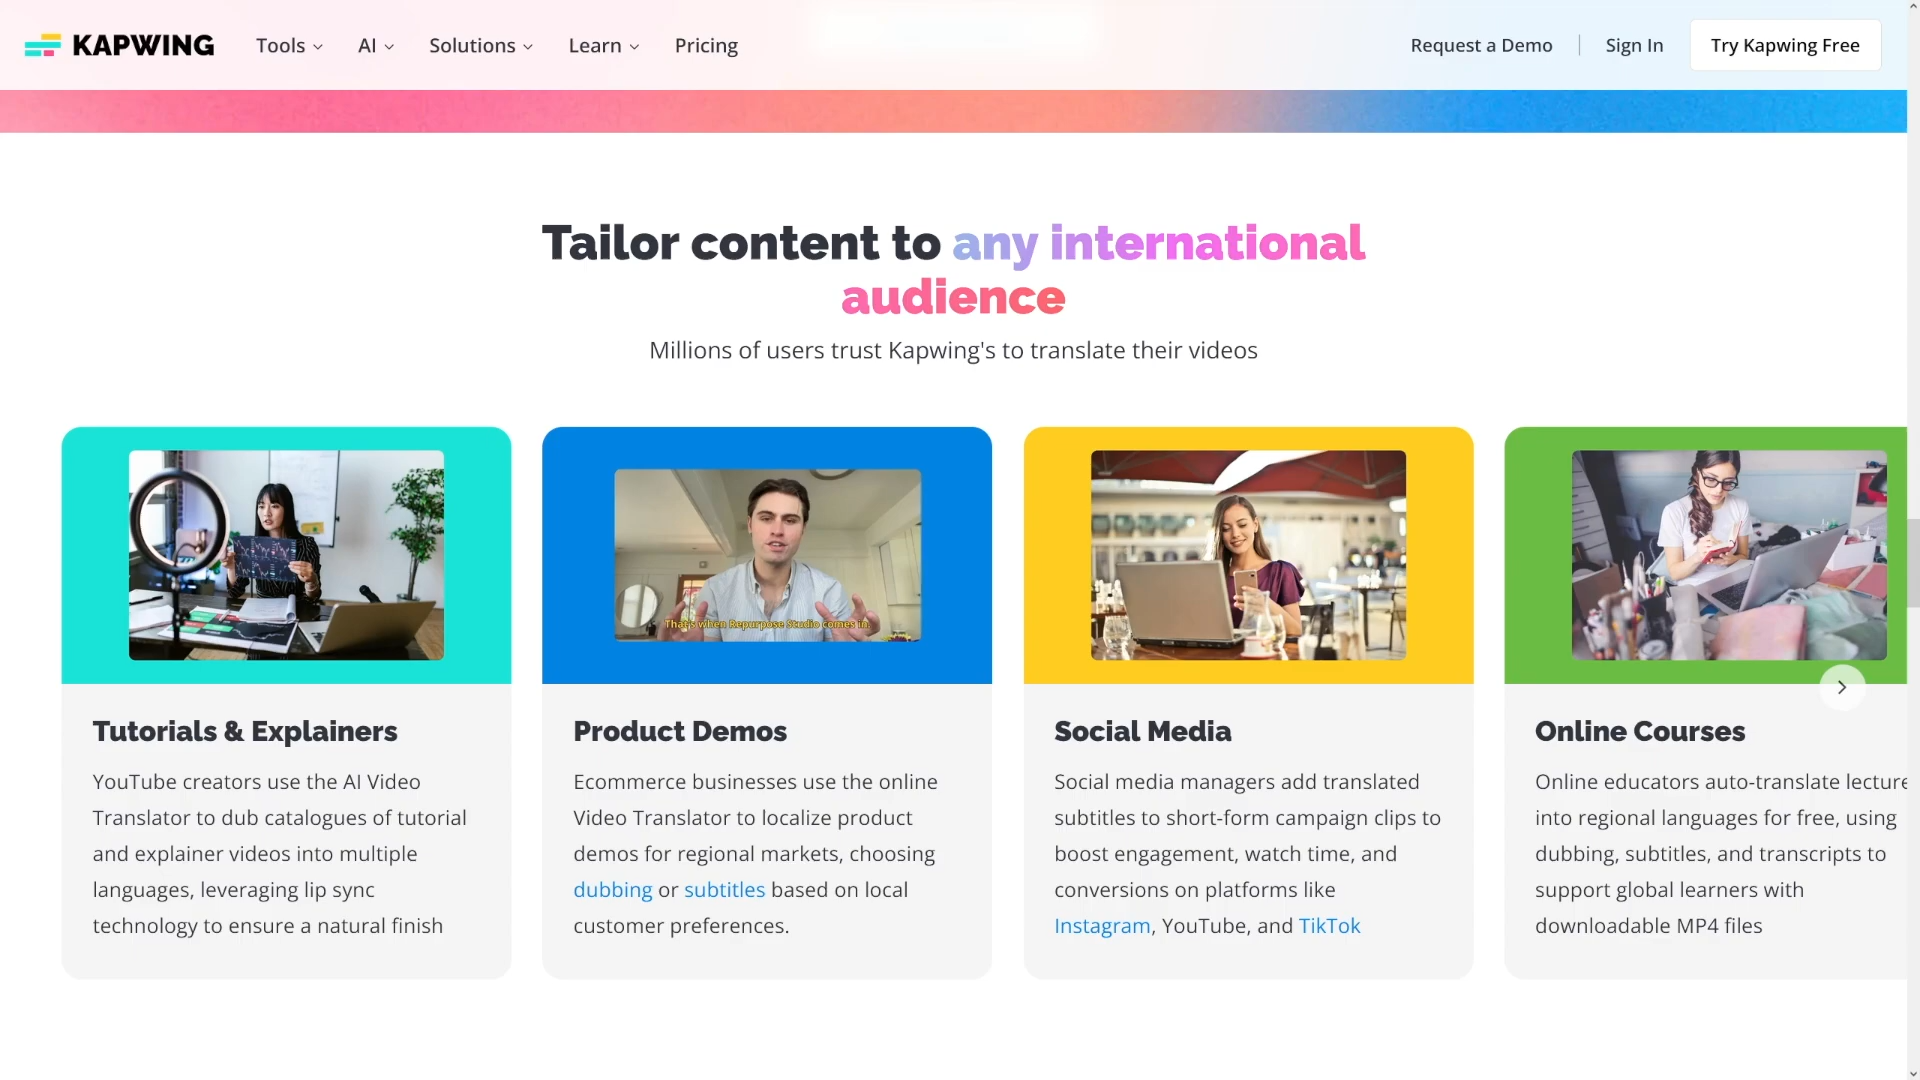 KAPWING
Tools
AI
Solutions
Learn
Pricing
Request a Demo
Sign In
Try Kapwing Free
Tailor content to any international
audience
Millions of users trust Kapwing's to translate their videos
That's when Repurpose Studio comes in.
Tutorials & Explainers
YouTube creators use the AI Video
Translator to dub catalogues of tutorial
and explainer videos into multiple
languages, leveraging lip sync
technology to ensure a natural finish
Product Demos
Ecommerce businesses use the online
Video Translator to localize product
demos for regional markets, choosing
dubbing or subtitles based on local
customer preferences.
Social Media
Social media managers add translated
subtitles to short-form campaign clips to
boost engagement, watch time, and
conversions on platforms like
Instagram, YouTube, and TikTok
Online Courses
Online educators auto-translate lecture
into regional languages for free, using
dubbing, subtitles, and transcripts to
support global learners with
downloadable MP4 files